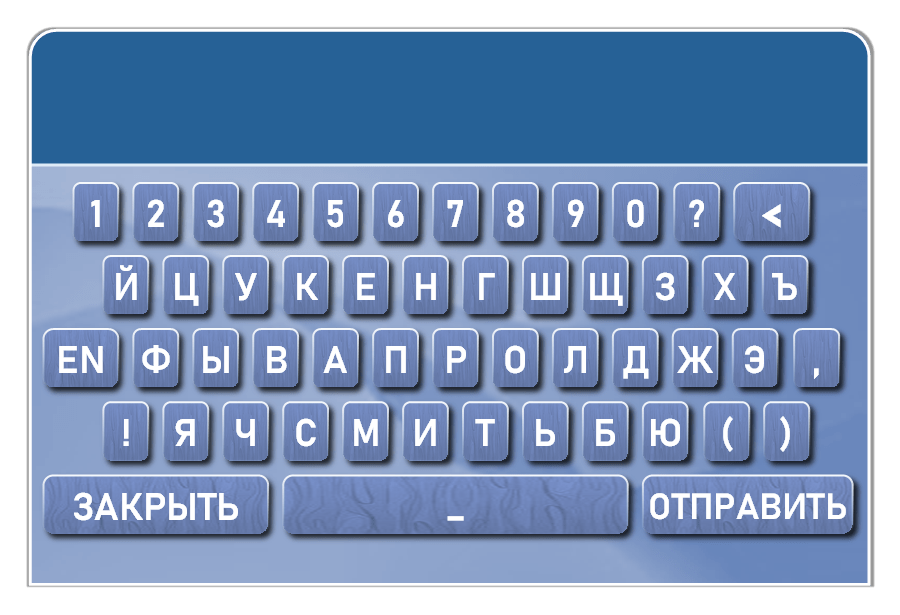 1 2 3 4 5 6 7 8 9 0 ? <
Й Ц У К Е Н Г Ш Щ З Х Ъ
EN Ф Ы В А П Р О Л Д Ж Э ,
! Я Ч С М И Т Ь Б Ю ( )
ЗАКРЫТЬ _ ОТПРАВИТЬ